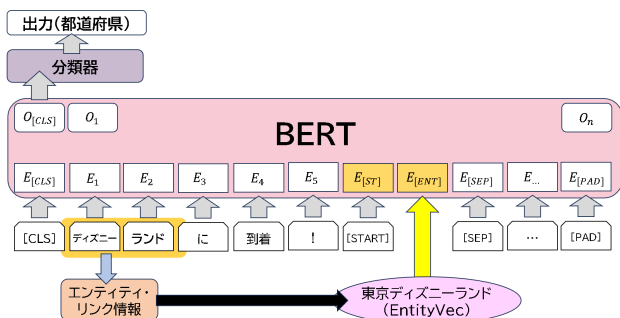 出力（都道府県）
分類器
O[CLS] O1 On
BERT
E[CLS] E1 E2 E3 E4 E5 E[ST] E[ENT] E[SEP] E... E[PAD]
[CLS] ディズニー ランド に 到着 ! [START] [SEP] … [PAD]
エンティティ・
リンク情報
東京ディズニーランド
（EntityVec）